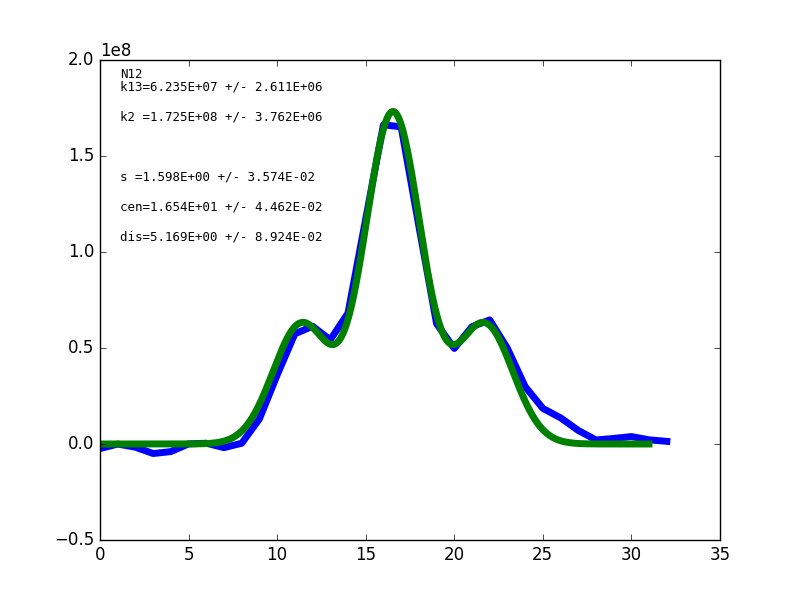 1e8
2.0
N12
k13=6.235E+07 +/- 2.611E+06
k2 =1.725E+08 +/- 3.762E+06
1.5
s =1.598E+00 +/- 3.574E-02
cen=1.654E+01 +/- 4.462E-02
dis=5.169E+00 +/- 8.924E-02
1.0
0.5
0.0
−0.5
0 5 10 15 20 25 30 35